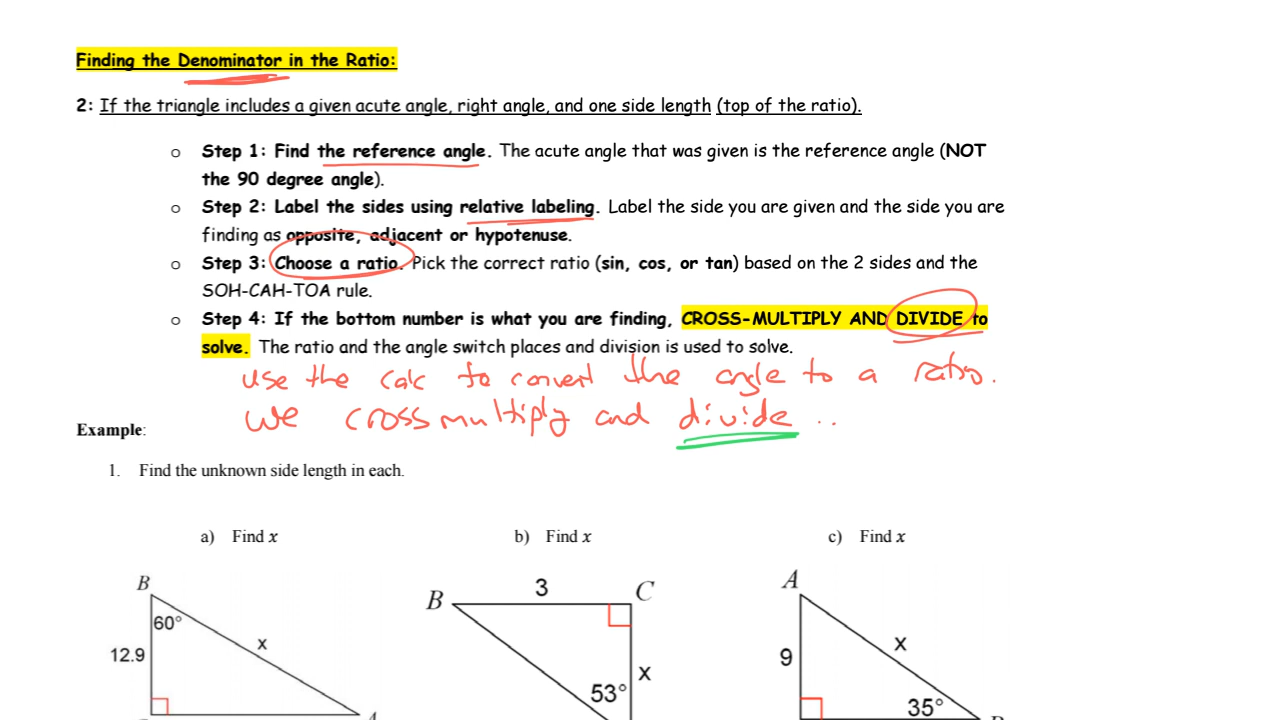 Finding the Denominator in the Ratio:
2: If the triangle includes a given acute angle, right angle, and one side length (top of the ratio).
o Step 1: Find the reference angle. The acute angle that was given is the reference angle (NOT
the 90 degree angle).
o Step 2: Label the sides using relative labeling. Label the side you are given and the side you are
finding as opposite, adjacent or hypotenuse.
o Step 3: Choose a ratio. Pick the correct ratio (sin, cos, or tan) based on the 2 sides and the
SOH-CAH-TOA rule.
o Step 4: If the bottom number is what you are finding, CROSS-MULTIPLY AND DIVIDE to
solve. The ratio and the angle switch places and division is used to solve.
use the calc to convert the angle to a ratio.
we cross multiply and divide ..
Example:
1. Find the unknown side length in each.
a) Find x
b) Find x
c) Find x
B
60°
12.9
x
B
3
C
x
53°
A
9
x
35°